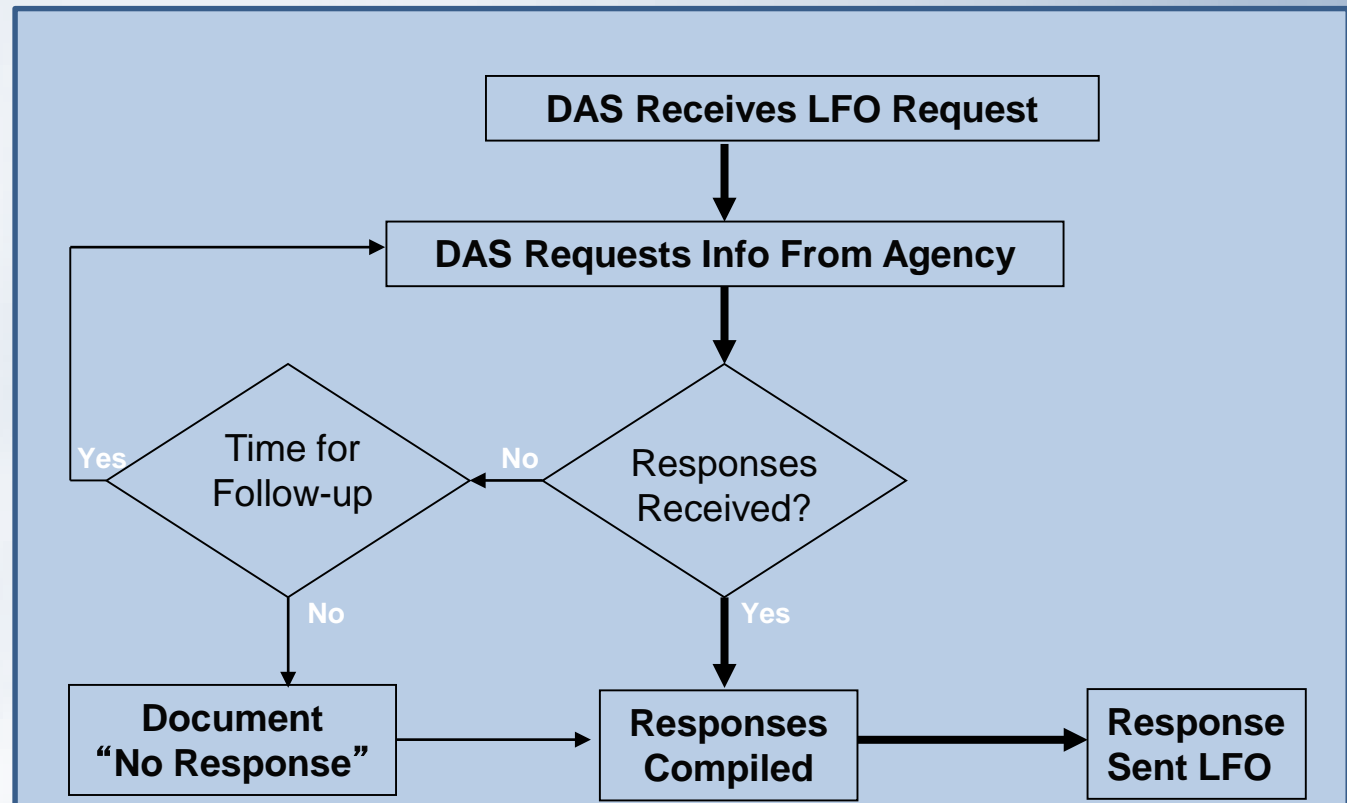 DAS Receives LFO Request
DAS Requests Info From Agency
Time for
Follow-up
Yes
No
Responses
Received?
No
Yes
Document
“No Response”
Responses
Compiled
Response
Sent LFO